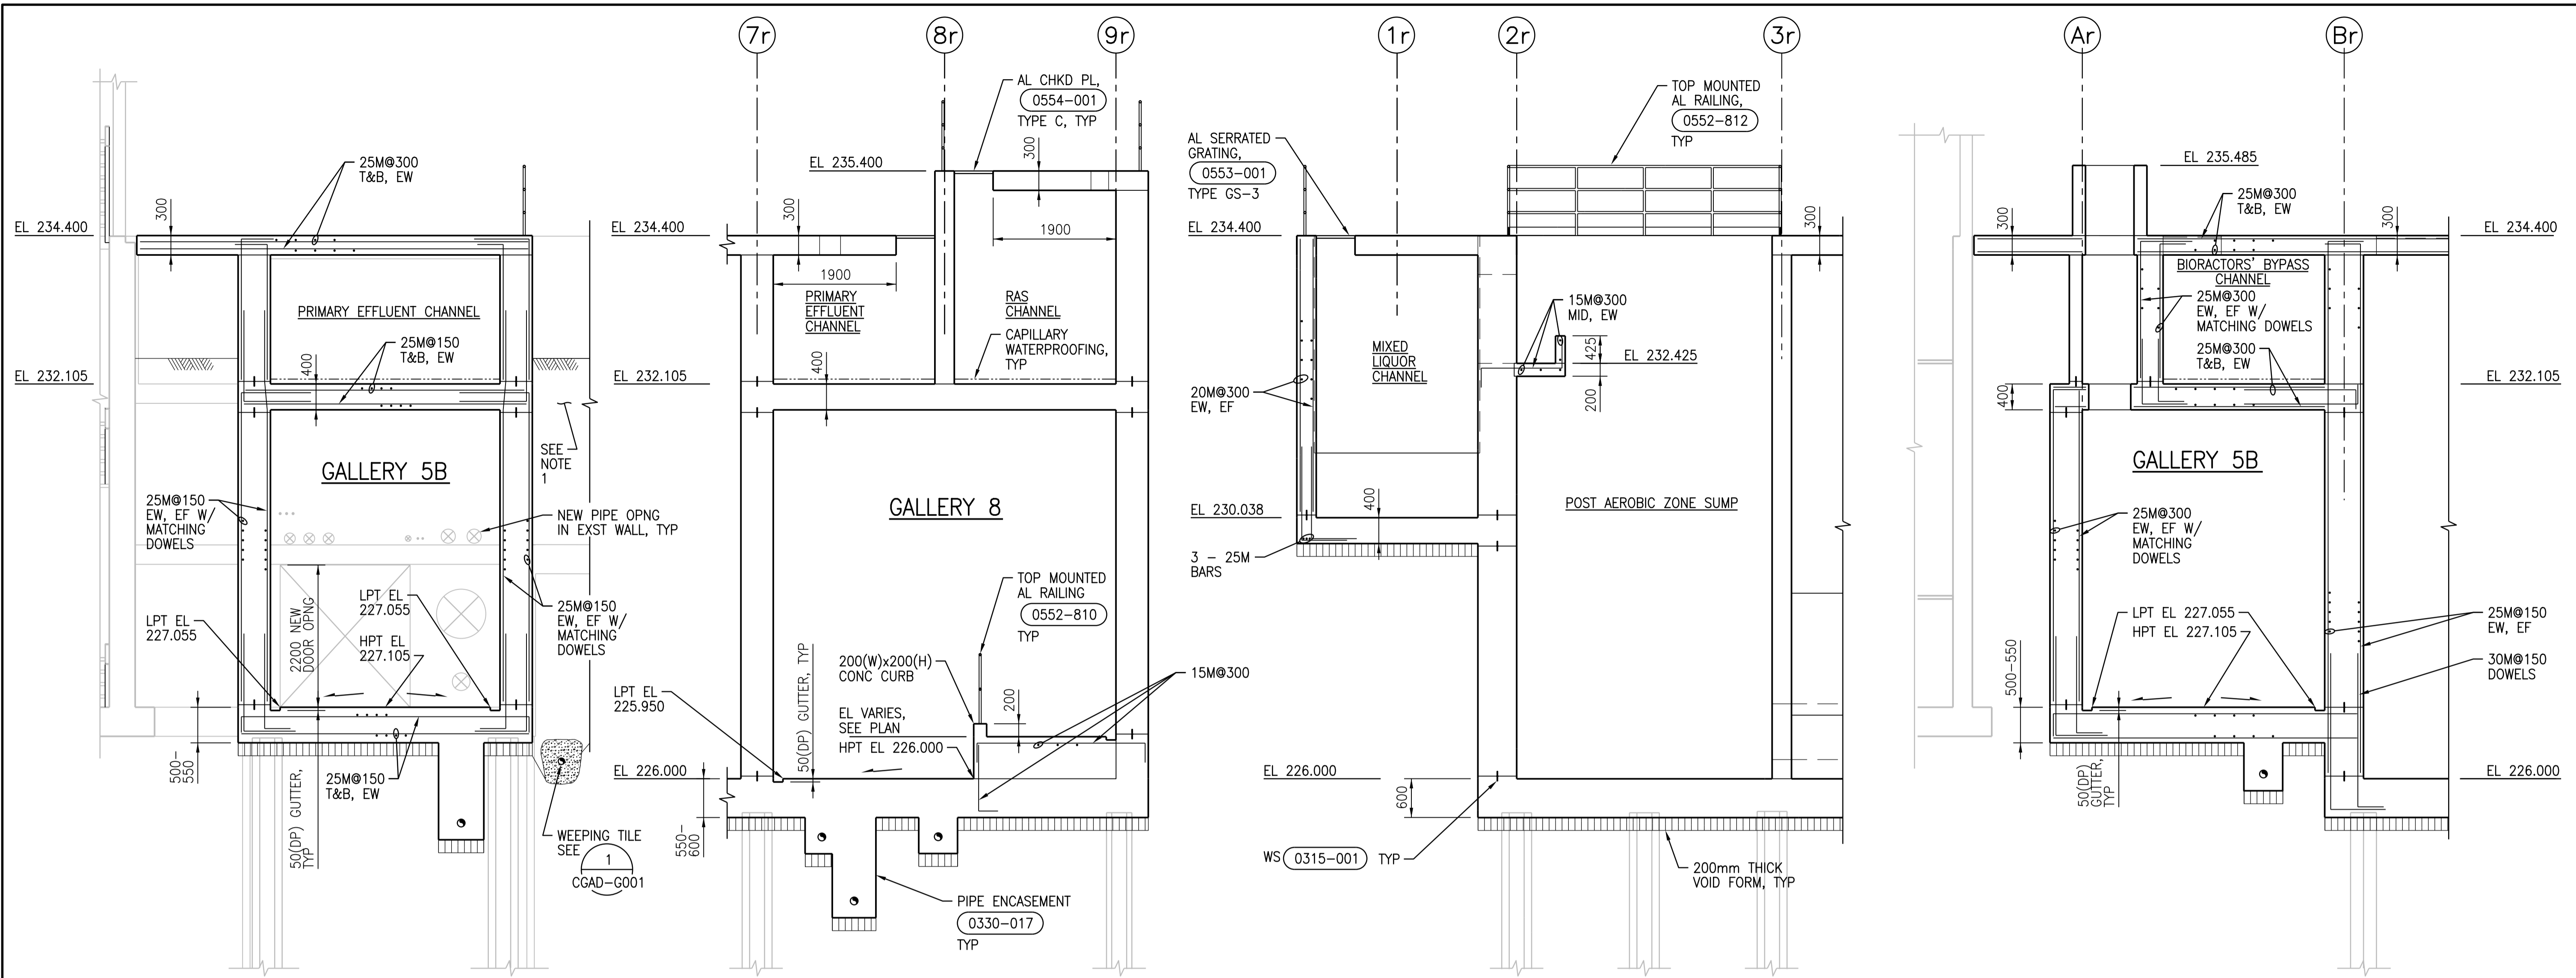 7r
8r
9r
1r
2r
3r
Ar
Br
25M@300
T&B, EW
300
EL 234.400
PRIMARY EFFLUENT CHANNEL
25M@150
T&B, EW
400
EL 232.105
SEE
NOTE
1
GALLERY 5B
25M@150
EW, EF W/
MATCHING
DOWELS
NEW PIPE OPNG
IN EXST WALL, TYP
2200 NEW
DOOR OPNG
LPT EL
227.055
HPT EL
227.105
LPT EL
227.055
25M@150
EW, EF W/
MATCHING
DOWELS
500-
550
50(DP) GUTTER,
TYP
25M@150
T&B, EW
WEEPING TILE
SEE
1
CGAD-G001
AL CHKD PL,
0554-001
TYPE C, TYP
EL 235.400
300
EL 234.400
300
1900
1900
PRIMARY
EFFLUENT
CHANNEL
RAS
CHANNEL
CAPILLARY
WATERPROOFING,
TYP
400
EL 232.105
GALLERY 8
TOP MOUNTED
AL RAILING
0552-810
TYP
200(W)x200(H)
CONC CURB
50(DP) GUTTER, TYP
200
15M@300
LPT EL
225.950
EL VARIES,
SEE PLAN
HPT EL 226.000
EL 226.000
550-
600
PIPE ENCASEMENT
0330-017
TYP
TOP MOUNTED
AL RAILING,
0552-812
TYP
AL SERRATED
GRATING,
0553-001
TYPE GS-3
EL 234.400
300
15M@300
MID, EW
MIXED
LIQUOR
CHANNEL
425
EL 232.425
200
20M@300
EW, EF
400
EL 230.038
POST AEROBIC ZONE SUMP
3 - 25M
BARS
EL 226.000
600
WS 0315-001 TYP
200mm THICK
VOID FORM, TYP
EL 235.485
25M@300
T&B, EW
300
300
EL 234.400
BIORACTORS' BYPASS
CHANNEL
25M@300
EW, EF W/
MATCHING DOWELS
25M@300
T&B, EW
400
EL 232.105
GALLERY 5B
25M@300
EW, EF W/
MATCHING
DOWELS
LPT EL 227.055
HPT EL 227.105
25M@150
EW, EF
30M@150
DOWELS
500-550
50(DP)
GUTTER,
TYP
EL 226.000